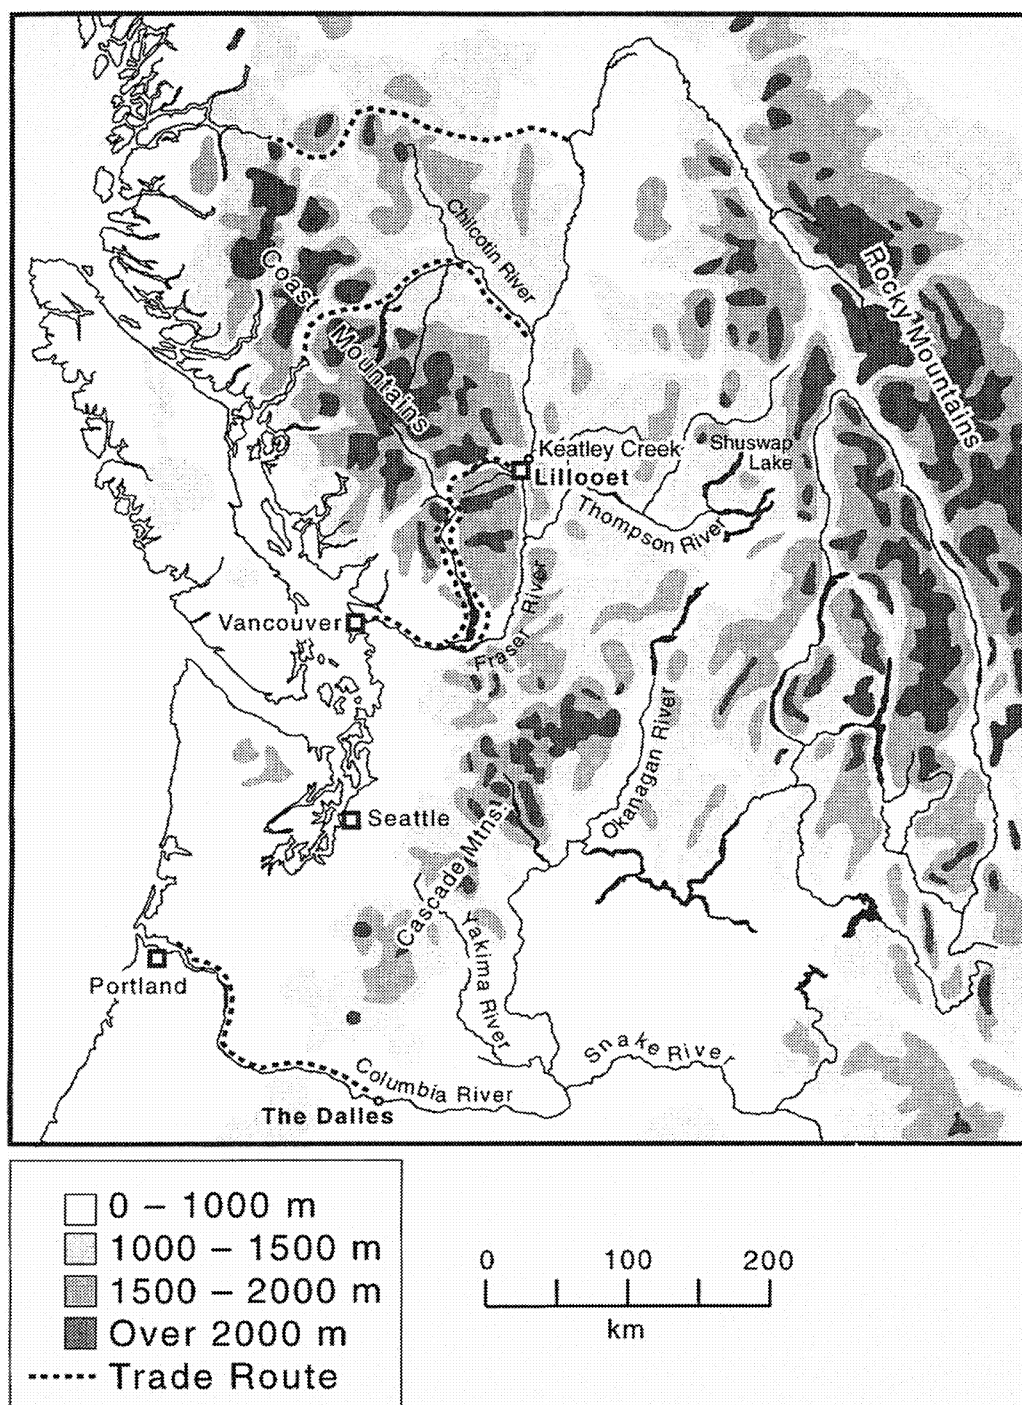 Chilcotin River
Coast
Mountains
Rocky Mountains
Keatley Creek
Lillooet
Shuswap
Lake
Thompson River
Vancouver
Fraser River
Okanagan River
Seattle
Cascade Mtns.
Yakima River
Portland
Columbia River
Snake River
The Dalles
0 – 1000 m
1000 – 1500 m
1500 – 2000 m
Over 2000 m
Trade Route
0 100 200
km